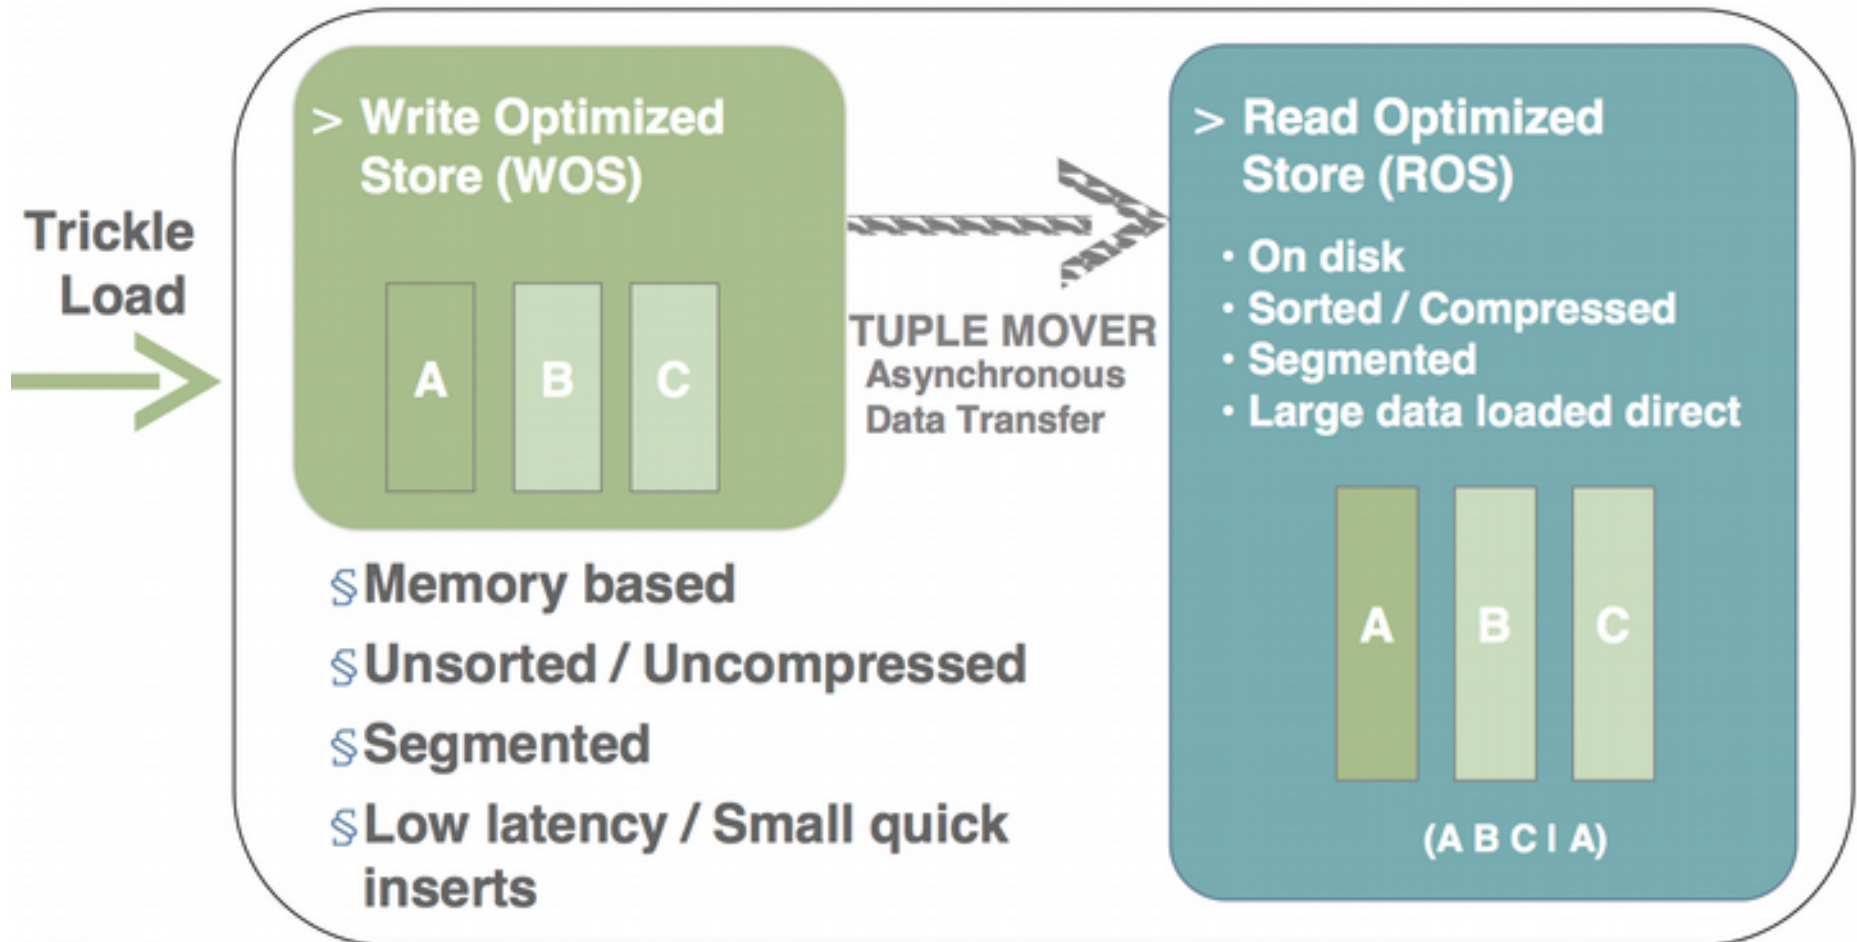 Trickle
Load
> Write Optimized
Store (WOS)
A
B
C
TUPLE MOVER
Asynchronous
Data Transfer
§Memory based
§Unsorted / Uncompressed
§Segmented
§Low latency / Small quick
inserts
> Read Optimized
Store (ROS)
• On disk
• Sorted / Compressed
• Segmented
• Large data loaded direct
A
B
C
(A B C | A)